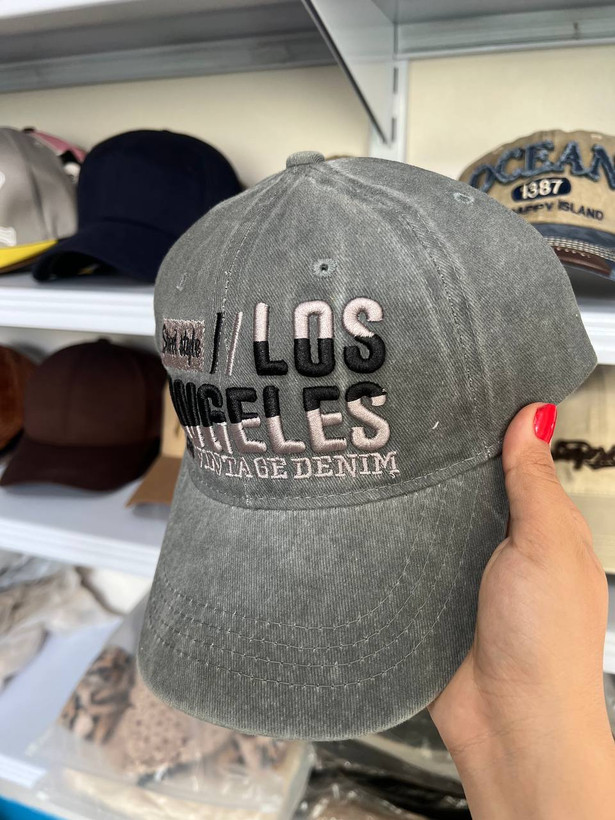 Street style // LOS
ANGELES
VINTAGE DENIM
OCEAN
1387
HAPPY ISLAND